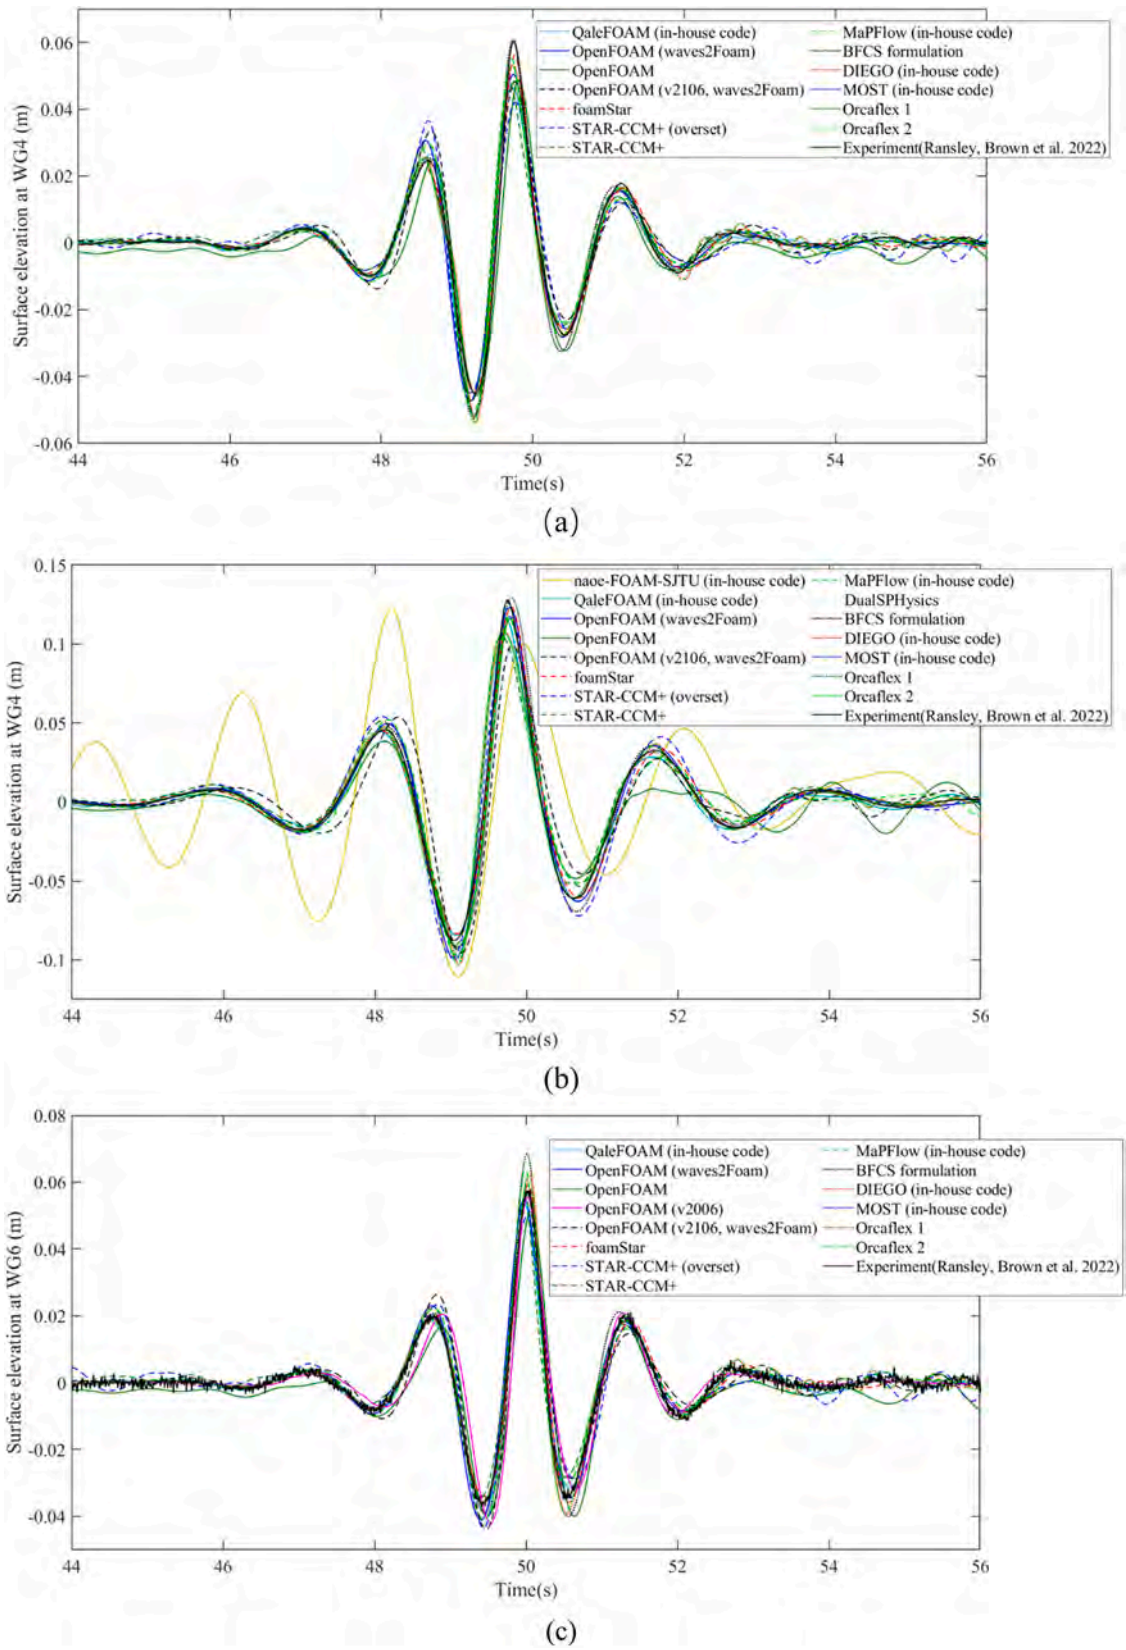 0.06
0.04
0.02
0
-0.02
-0.04
-0.06
Surface elevation at WG4 (m)
QaleFOAM (in-house code)
OpenFOAM (waves2Foam)
OpenFOAM
OpenFOAM (v2106, waves2Foam)
foamStar
STAR-CCM+ (overset)
STAR-CCM+
MaPFlow (in-house code)
BFCS formulation
DIEGO (in-house code)
MOST (in-house code)
Orcaflex 1
Orcaflex 2
Experiment(Ransley, Brown et al. 2022)
44 46 48 50 52 54 56
Time(s)
(a)
0.15
0.1
0.05
0
-0.05
-0.1
Surface elevation at WG4 (m)
naoe-FOAM-SJTU (in-house code)
QaleFOAM (in-house code)
OpenFOAM (waves2Foam)
OpenFOAM
OpenFOAM (v2106, waves2Foam)
foamStar
STAR-CCM+ (overset)
STAR-CCM+
MaPFlow (in-house code)
DualSPHysics
BFCS formulation
DIEGO (in-house code)
MOST (in-house code)
Orcaflex 1
Orcaflex 2
Experiment(Ransley, Brown et al. 2022)
44 46 48 50 52 54 56
Time(s)
(b)
0.08
0.06
0.04
0.02
0
-0.02
-0.04
Surface elevation at WG6 (m)
QaleFOAM (in-house code)
OpenFOAM (waves2Foam)
OpenFOAM
OpenFOAM (v2006)
OpenFOAM (v2106, waves2Foam)
foamStar
STAR-CCM+ (overset)
STAR-CCM+
MaPFlow (in-house code)
BFCS formulation
DIEGO (in-house code)
MOST (in-house code)
Orcaflex 1
Orcaflex 2
Experiment(Ransley, Brown et al. 2022)
44 46 48 50 52 54 56
Time(s)
(c)